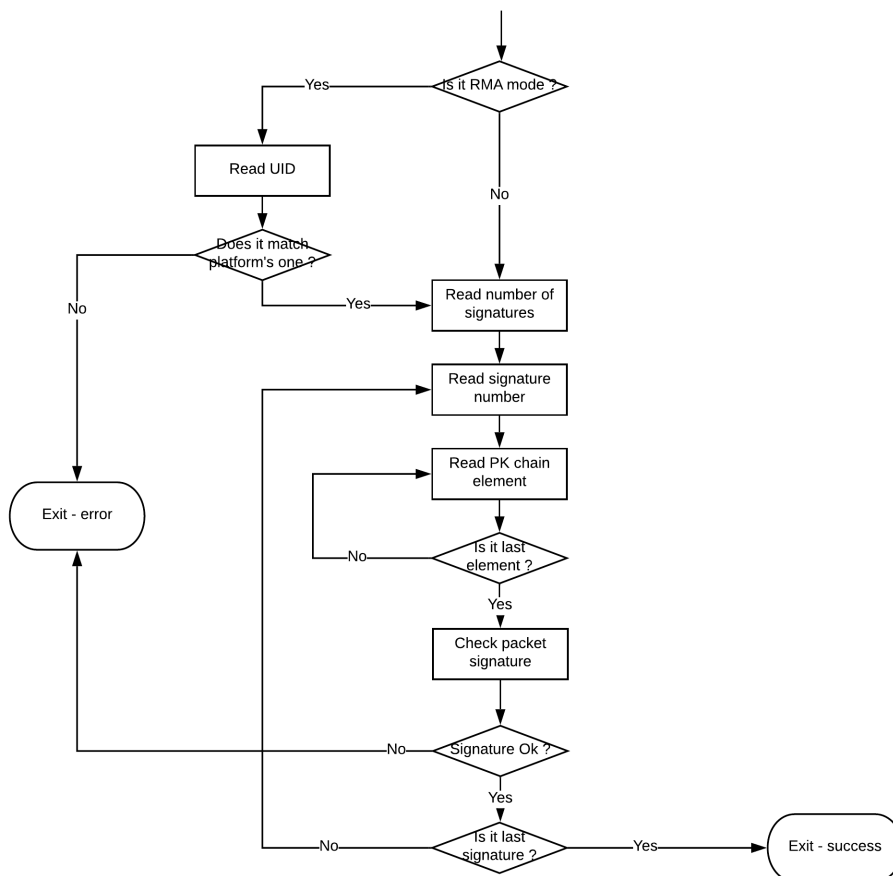 Is it RMA mode ?
Yes
Read UID
No
Does it match
platform's one ?
Yes
No
Read number of
signatures
Read signature
number
Read PK chain
element
Exit - error
Is it last
element ?
No
Yes
Check packet
signature
Signature Ok ?
No
Yes
Is it last
signature ?
No
Yes
Exit - success